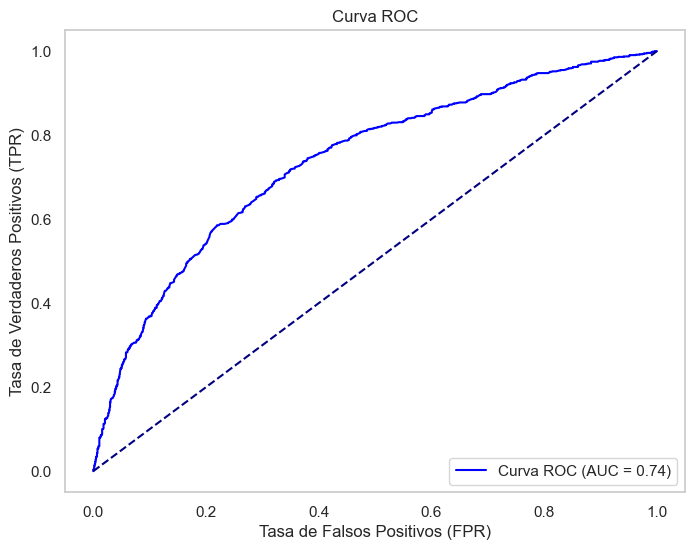 Curva ROC
Tasa de Verdaderos Positivos (TPR)
1.0
0.8
0.6
0.4
0.2
0.0
Curva ROC (AUC = 0.74)
0.0 0.2 0.4 0.6 0.8 1.0
Tasa de Falsos Positivos (FPR)